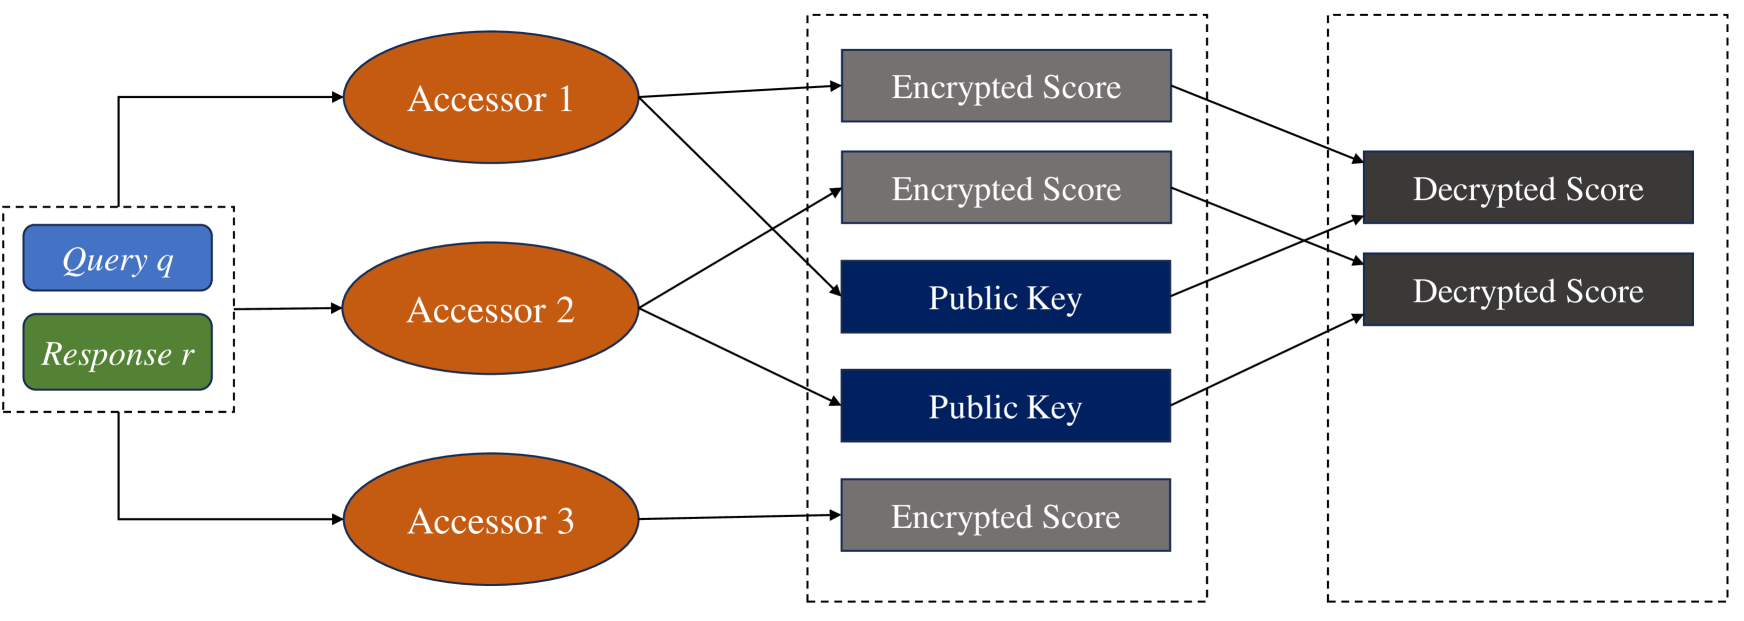 Query q
Response r
Accessor 1
Accessor 2
Accessor 3
Encrypted Score
Encrypted Score
Public Key
Public Key
Encrypted Score
Decrypted Score
Decrypted Score